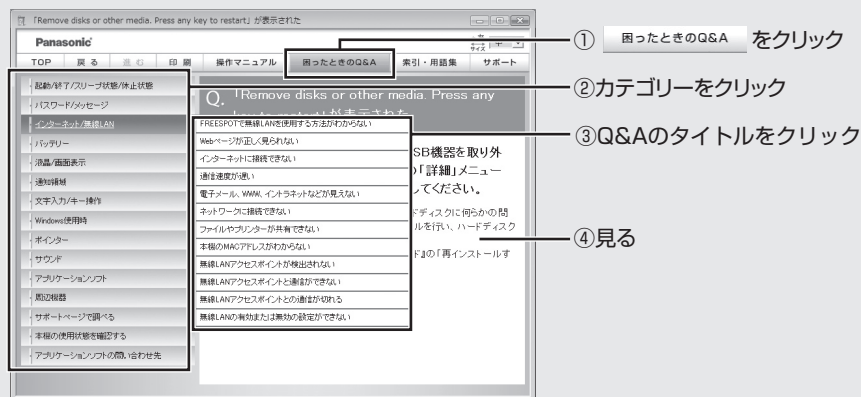 「Remove disks or other media. Press any key to restart」が表示された
Panasonic
サイズ 中
TOP 戻る 進む 印刷 操作マニュアル 困ったときのQ&A 索引・用語集 サポート
起動/終了/スリープ状態/休止状態
パスワード/メッセージ
インターネット/無線LAN
バッテリー
液晶/画面表示
通知領域
文字入力/キー操作
Windows使用時
ポインター
サウンド
アプリケーションソフト
周辺機器
サポートページで調べる
本機の使用状態を確認する
アプリケーションソフトの問い合わせ先
Q. 「Remove disks or other media. Press any
FREESPOTで無線LANを使用する方法がわからない
Webページが正しく見られない
インターネットに接続できない
通信速度が遅い
電子メール、WWW、イントラネットなどが見えない
ネットワークに接続できない
ファイルやプリンターが共有できない
本機のMACアドレスがわからない
無線LANアクセスポイントが検出されない
無線LANアクセスポイントと通信ができない
無線LANアクセスポイントとの通信が切れる
無線LANの有効または無効の設定ができない
SB機器を取り外
の「詳細」メニュー
してください。
ードディスクに何らかの問
ルを行い、ハードディスク
ド』の「再インストールす
① 困ったときのQ&A をクリック
②カテゴリーをクリック
③Q&Aのタイトルをクリック
④見る